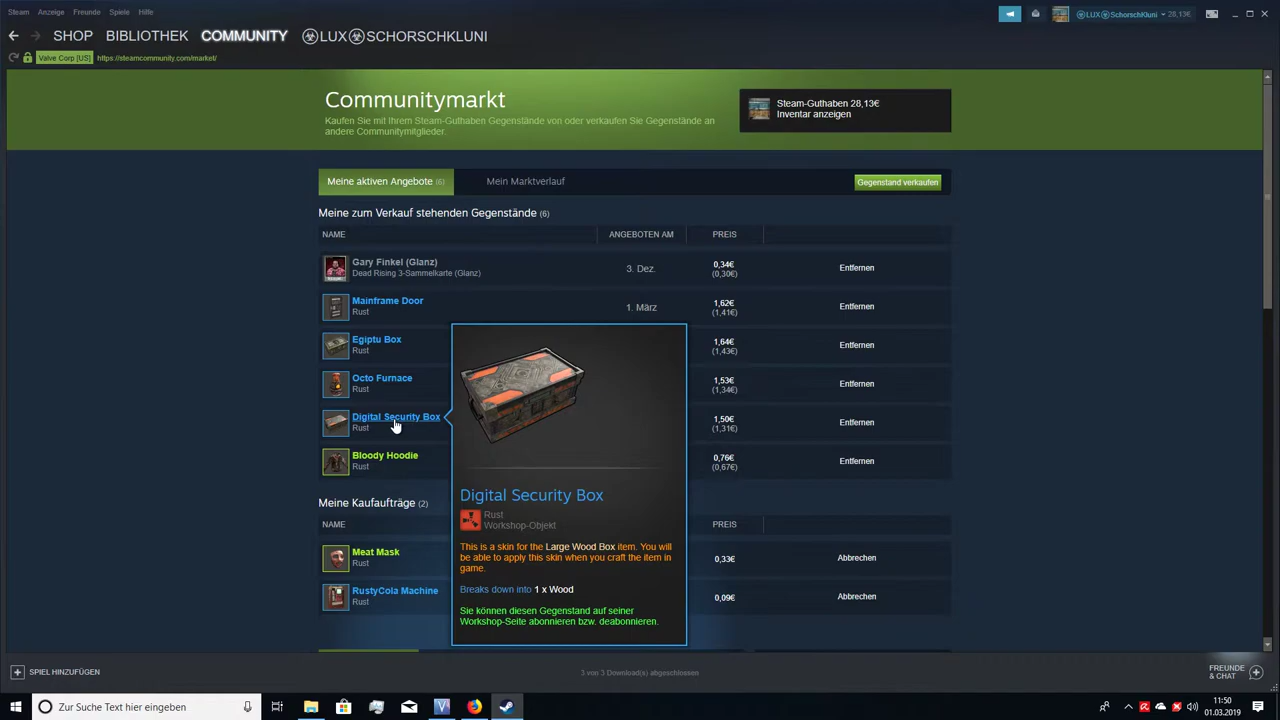 Steam Anzeige Freunde Spiele Hilfe
LUX SchorschKluni 28,13€
SHOP BIBLIOTHEK COMMUNITY LUX SCHORSCHKLUNI
Valve Corp [US] https://steamcommunity.com/market/
Communitymarkt
Kaufen Sie mit Ihrem Steam-Guthaben Gegenstände von oder verkaufen Sie Gegenstände an
andere Communitymitglieder.
Steam-Guthaben 28,13€
Inventar anzeigen
Meine aktiven Angebote (6) Mein Marktverlauf Gegenstand verkaufen
Meine zum Verkauf stehenden Gegenstände (6)
NAME ANGEBOTEN AM PREIS
Gary Finkel (Glanz) 3. Dez. 0,34€ Entfernen
Dead Rising 3-Sammelkarte (Glanz) (0,30€)
Mainframe Door 1. März 1,62€ Entfernen
Rust (1,41€)
Egiptu Box 1,64€ Entfernen
Rust (1,43€)
Octo Furnace 1,53€ Entfernen
Rust (1,34€)
Digital Security Box 1,50€ Entfernen
Rust (1,31€)
Bloody Hoodie 0,76€ Entfernen
Rust (0,67€)
Digital Security Box
Rust
Workshop-Objekt
This is a skin for the Large Wood Box item. You will
be able to apply this skin when you craft the item in
game.
Breaks down into 1 x Wood
Sie können diesen Gegenstand auf seiner
Workshop-Seite abonnieren bzw. deabonnieren.
Meine Kaufaufträge (2)
NAME PREIS
Meat Mask 0,33€ Abbrechen
Rust
RustyCola Machine 0,09€ Abbrechen
Rust
SPIEL HINZUFÜGEN 3 von 3 Download(s) abgeschlossen FREUNDE
& CHAT
Zur Suche Text hier eingeben 11:50
01.03.2019